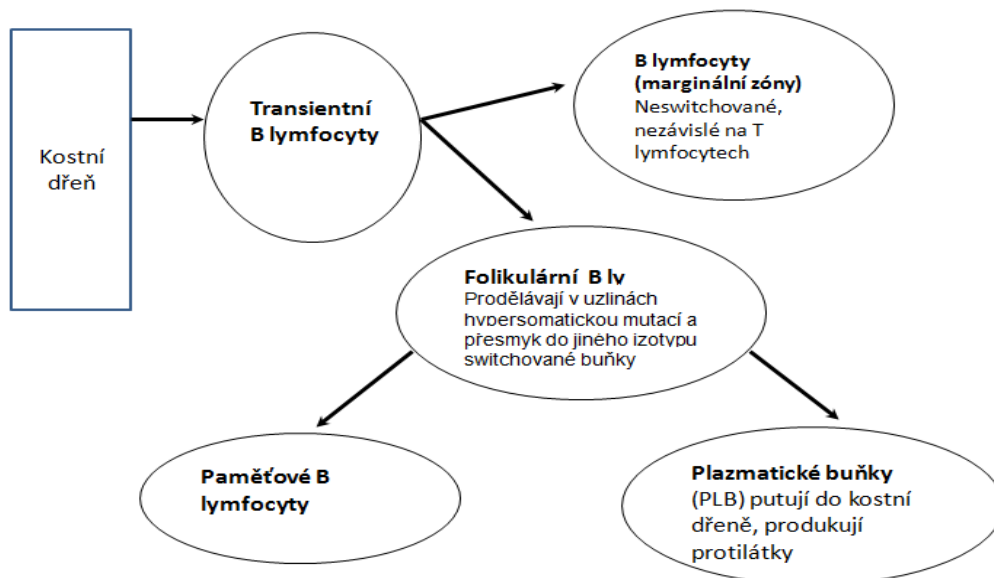 Kostní
dřeň
Transientní
B lymfocyty
B lymfocyty
(marginální zóny)
Neswitchované,
nezávislé na T
lymfocytech
Folikulární B ly
Prodělávají v uzlinách
hypersomatickou mutací a
přesmyk do jiného izotypu
switchované buňky
Paměťové B
lymfocyty
Plazmatické buňky
(PLB) putují do kostní
dřeně, produkují
protilátky